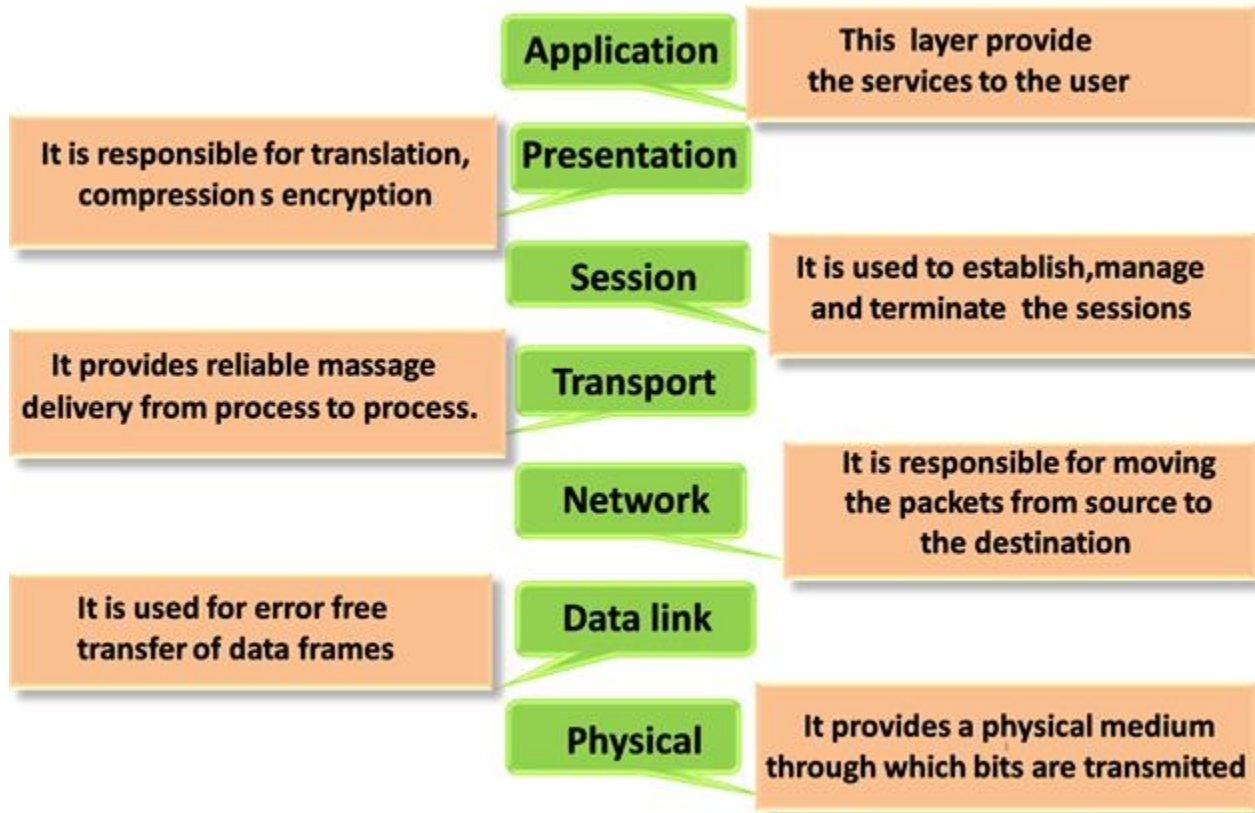 Application
This layer provide
the services to the user
Presentation
It is responsible for translation,
compression s encryption
Session
It is used to establish,manage
and terminate the sessions
Transport
It provides reliable massage
delivery from process to process.
Network
It is responsible for moving
the packets from source to
the destination
Data link
It is used for error free
transfer of data frames
Physical
It provides a physical medium
through which bits are transmitted